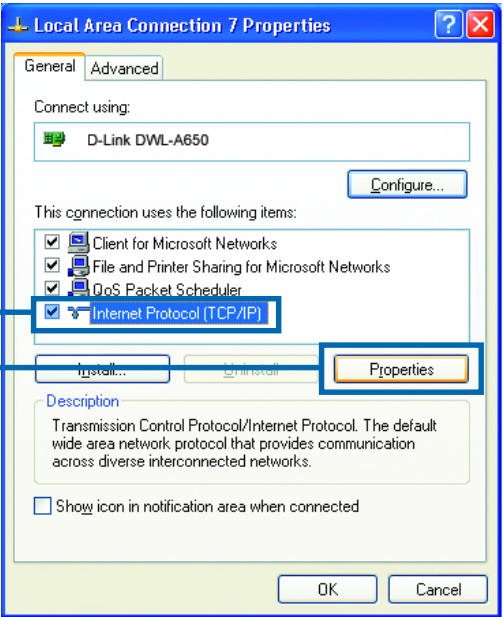 Local Area Connection 7 Properties
General Advanced
Connect using:
D-Link DWL-A650
Configure...
This connection uses the following items:
Client for Microsoft Networks
File and Printer Sharing for Microsoft Networks
QoS Packet Scheduler
Internet Protocol (TCP/IP)
Install... Uninstall Properties
Description
Transmission Control Protocol/Internet Protocol. The default
wide area network protocol that provides communication
across diverse interconnected networks.
Show icon in notification area when connected
OK Cancel